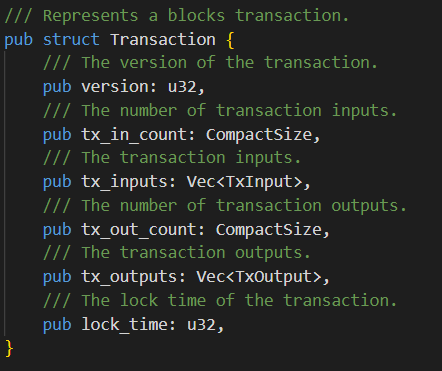 /// Represents a blocks transaction.
pub struct Transaction {
    /// The version of the transaction.
    pub version: u32,
    /// The number of transaction inputs.
    pub tx_in_count: CompactSize,
    /// The transaction inputs.
    pub tx_inputs: Vec<TxInput>,
    /// The number of transaction outputs.
    pub tx_out_count: CompactSize,
    /// The transaction outputs.
    pub tx_outputs: Vec<TxOutput>,
    /// The lock time of the transaction.
    pub lock_time: u32,
}